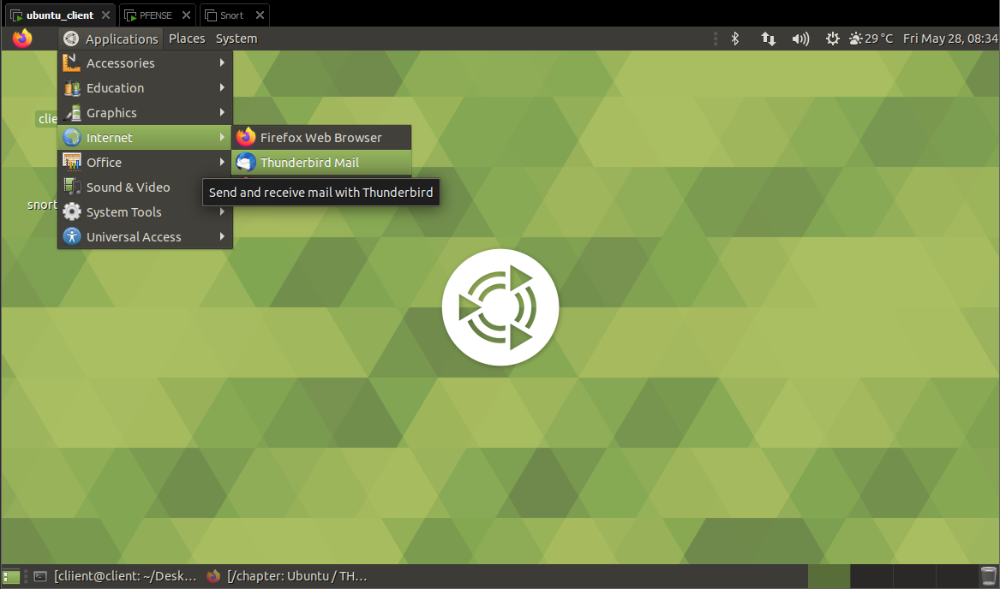 ubuntu_client PFENSE Snort
Applications Places System 29 °C Fri May 28, 08:34
Accessories
Education
Graphics
Internet
Office
Sound & Video
System Tools
Universal Access
Firefox Web Browser
Thunderbird Mail
Send and receive mail with Thunderbird
clie
snort
[cliient@client: ~/Desk... [/chapter: Ubuntu / TH...